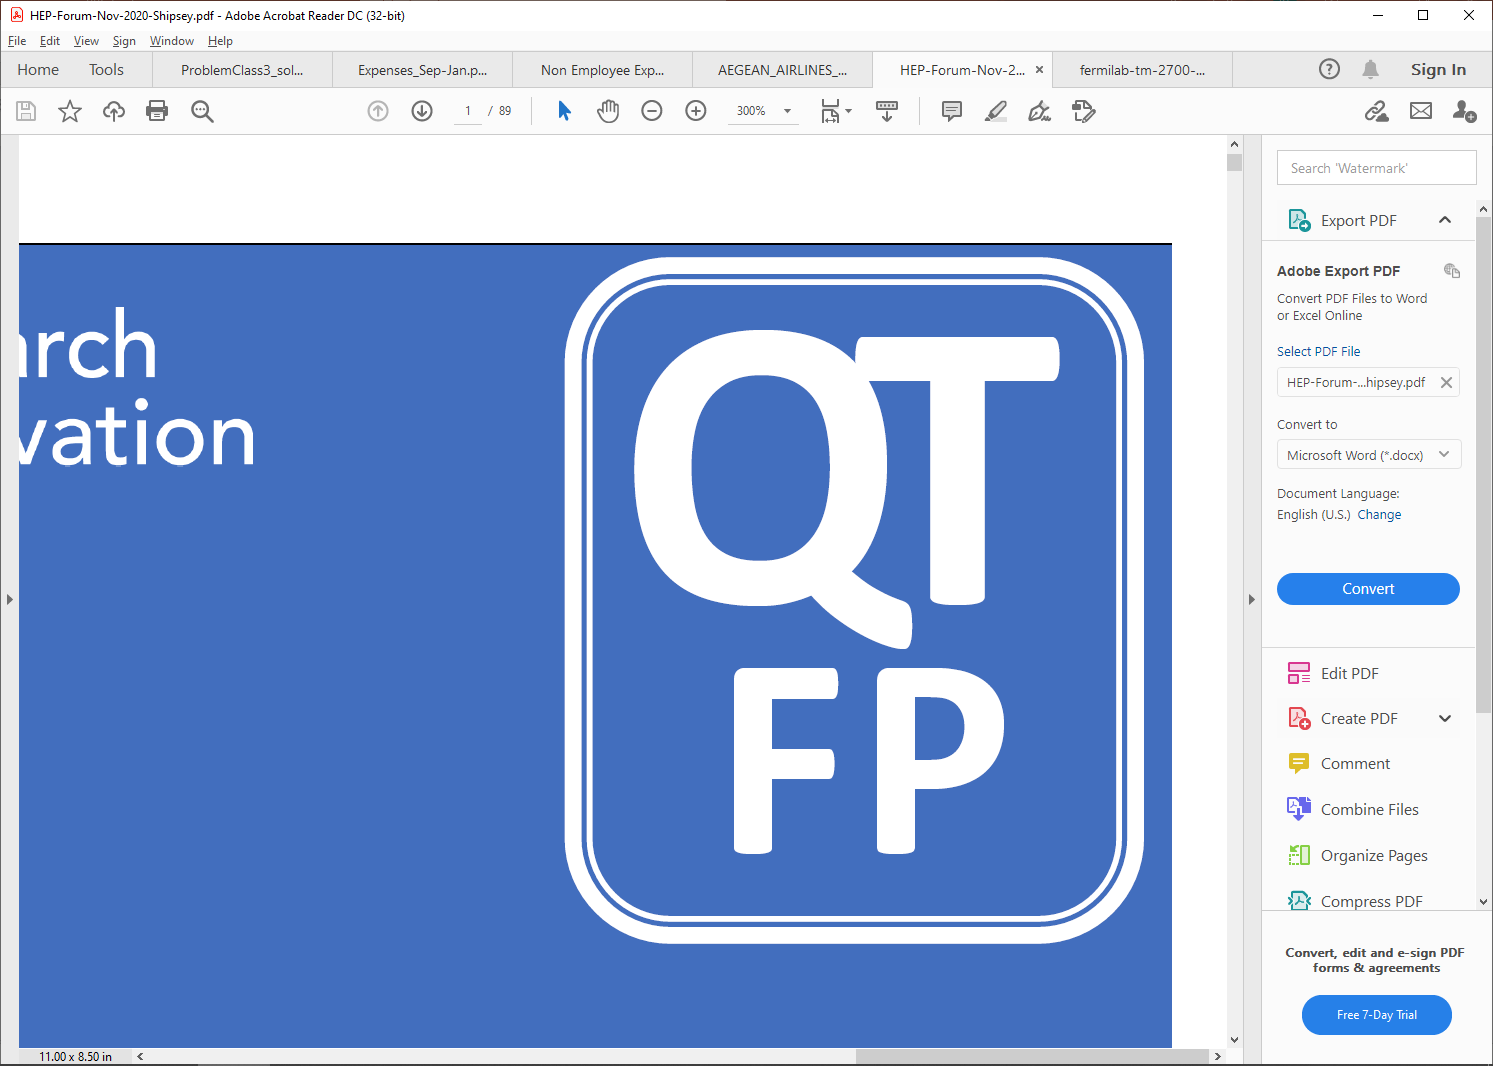 HEP-Forum-Nov-2020-Shipsey.pdf - Adobe Acrobat Reader DC (32-bit)
File Edit View Sign Window Help
Home Tools ProblemClass3_sol... Expenses_Sep-Jan.p... Non Employee Exp... AEGEAN_AIRLINES_... HEP-Forum-Nov-2... × fermilab-tm-2700-... Sign In
1 / 89 300%
arch
vation
QT
FP
11.00 x 8.50 in
Search 'Watermark'
Export PDF
Adobe Export PDF
Convert PDF Files to Word
or Excel Online
Select PDF File
HEP-Forum-...hipsey.pdf
Convert to
Microsoft Word (*.docx)
Document Language:
English (U.S.) Change
Convert
Edit PDF
Create PDF
Comment
Combine Files
Organize Pages
Compress PDF
Convert, edit and e-sign PDF
forms & agreements
Free 7-Day Trial